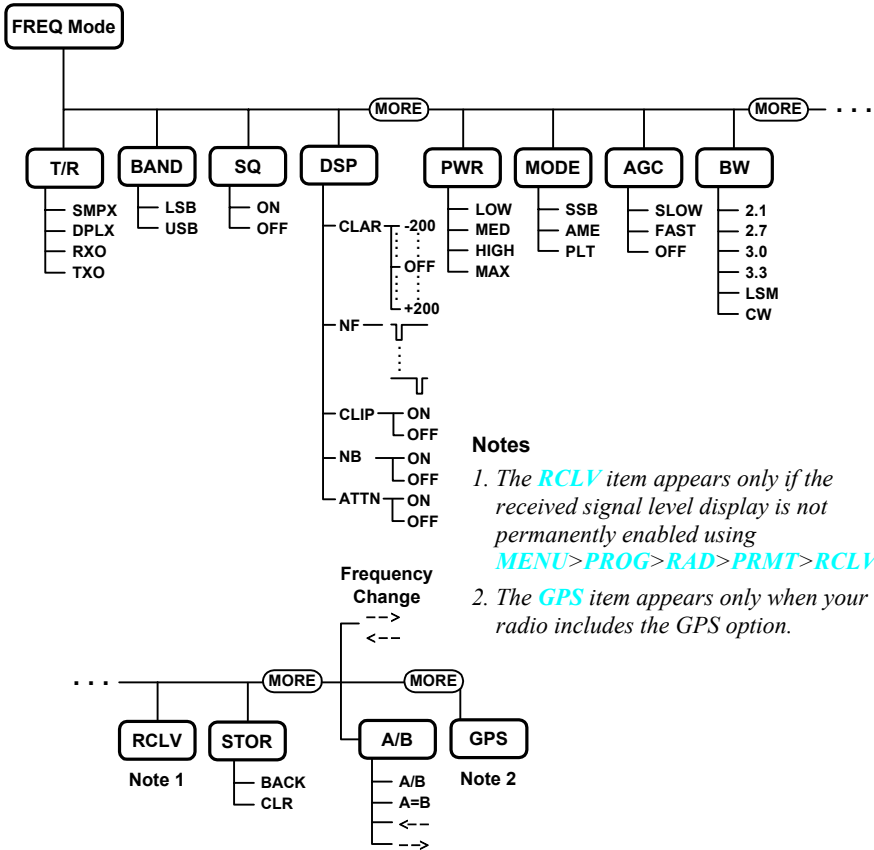 FREQ Mode
MORE
MORE
. . .
T/R
BAND
SQ
DSP
PWR
MODE
AGC
BW
SMPX
DPLX
RXO
TXO
LSB
USB
ON
OFF
CLAR
-200
OFF
+200
NF
CLIP
ON
OFF
NB
ON
OFF
ATTN
ON
OFF
LOW
MED
HIGH
MAX
SSB
AME
PLT
SLOW
FAST
OFF
2.1
2.7
3.0
3.3
LSM
CW
Notes
1. The RCLV item appears only if the
received signal level display is not
permanently enabled using
MENU>PROG>RAD>PRMT>RCLV
2. The GPS item appears only when your
radio includes the GPS option.
Frequency
Change
-->
<--
. . .
MORE
MORE
RCLV
STOR
A/B
GPS
Note 1
BACK
CLR
A/B
A=B
<--
-->
Note 2